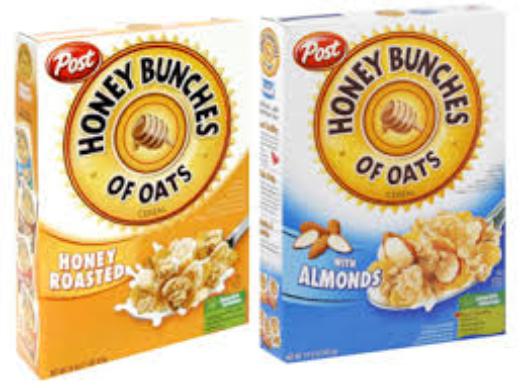 Post
HONEY BUNCHES
OF OATS
CEREAL
HONEY
ROASTED
Post
HONEY BUNCHES
OF OATS
CEREAL
WITH
ALMONDS